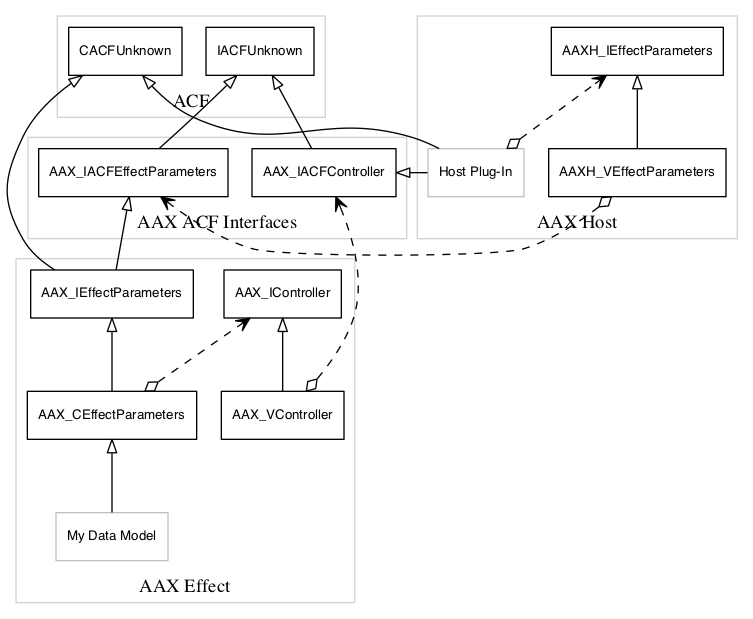 CACFUnknown
IACFUnknown
AAXH_IEffectParameters
ACF
AAX_IACFEffectParameters
AAX_IACFController
Host Plug-In
AAXH_VEffectParameters
AAX ACF Interfaces
AAX Host
AAX_IEffectParameters
AAX_IController
AAX_CEffectParameters
AAX_VController
My Data Model
AAX Effect